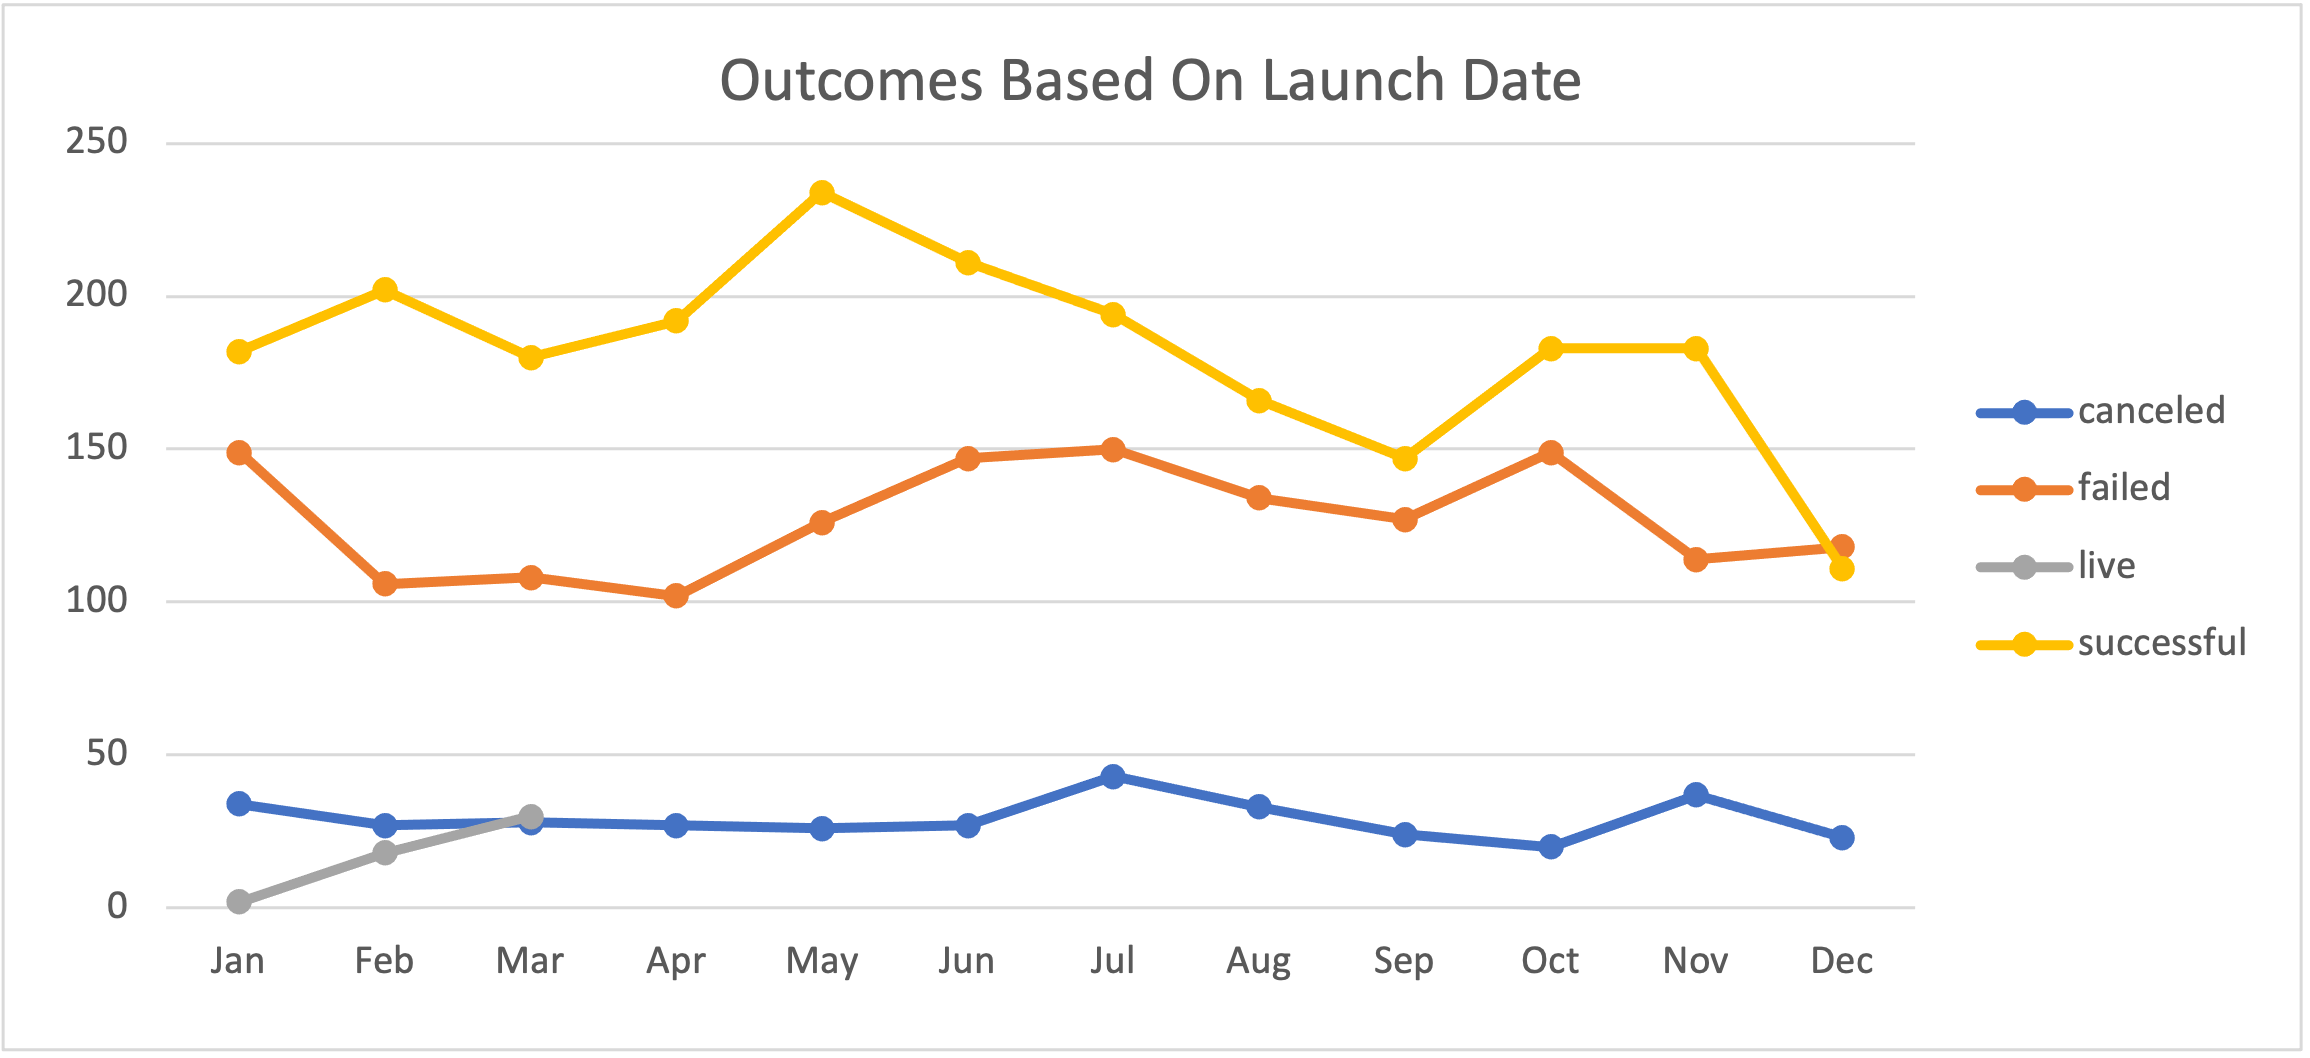 Outcomes Based On Launch Date
250
200
150
100
50
0
Jan Feb Mar Apr May Jun Jul Aug Sep Oct Nov Dec
canceled
failed
live
successful